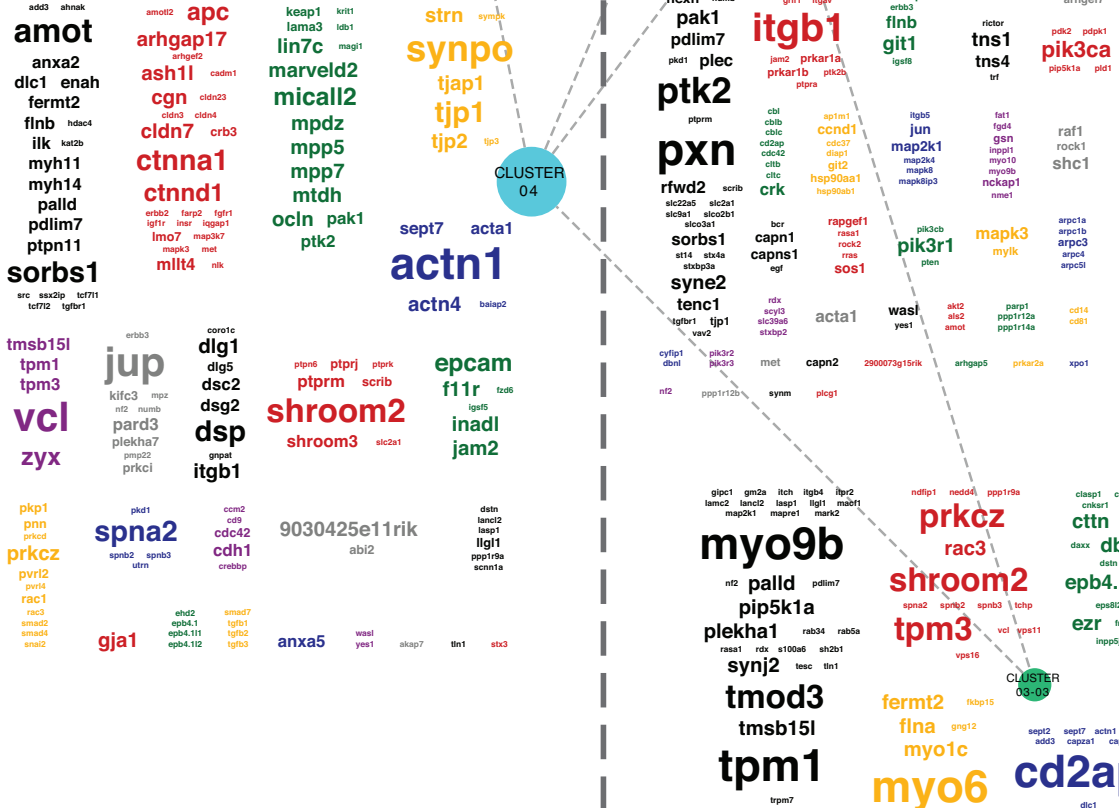 add3 ahnak
amot
anxa2
dlc1 enah
fermt2
flnb hdac4
ilk kat2b
myh11
myh14
palld
pdlim7
ptpn11
sorbs1
src ssx2ip tcf7l1
tcf7l2 tgfbr1
amotl2 apc
arhgap17
arhgef2
ash1l cadm1
cgn cldn23
cldn3 cldn4
cldn7 crb3
ctnna1
ctnnd1
erbb2 farp2 fgfr1
igf1r insr iqgap1
lmo7 map3k7
mapk3 met
mllt4 nlk
keap1 krit1
lama3 ldb1
lin7c magi1
marveld2
micall2
mpdz
mpp5
mpp7
mtdh
ocln pak1
ptk2
strn sympk
synpo
tjap1
tjp1
tjp2 tjp3
CLUSTER
04
sept7 acta1
actn1
actn4 baiap2
tmsb15l
tpm1
tpm3
vcl
zyx
erbb3
jup
kifc3 mpz
nf2 numb
pard3
plekha7
pmp22
prkci
coro1c
dlg1
dlg5
dsc2
dsg2
dsp
gnpat
itgb1
ptpn6 ptprj ptprk
ptprm scrib
shroom2
shroom3 slc2a1
epcam
f11r fzd6
igsf5
inadl
jam2
pkp1
pnn
prkcd
prkcz
pvrl2
pvrl4
rac1
rac3
smad2
smad4
snai2
pkd1
spna2
spnb2 spnb3
utrn
ccm2
cd9
cdc42
cdh1
crebbp
9030425e11rik
abi2
dstn
lancl2
lasp1
llgl1
ppp1r9a
scnn1a
gja1
ehd2
epb4.1
epb4.1l1
epb4.1l2
smad7
tgfb1
tgfb2
tgfb3
anxa5
wasl
yes1
akap7
tln1
stx3
pak1
pdlim7
pkd1 plec
ptk2
ptprm
pxn
rfwd2 scrib
slc22a5 slc2a1
slc9a1 slco2b1
slco3a1
sorbs1
st14 stx4a
stxbp3a
syne2
tenc1
tgfbr1 tjp1
vav2
itgb1
jam2 prkar1a
prkar1b ptk2b
ptpra
erbb3
flnb
git1
igsf8
rictor
tns1
tns4
trf
pdk2 pdpk1
pik3ca
pip5k1a pld1
cbl
cblb
cblc
cd2ap
cdc42
cltb
cltc
crk
ap1m1
ccnd1
cdc37
diap1
git2
hsp90aa1
hsp90ab1
itgb5
jun
map2k1
map2k4
mapk8
mapk8ip3
fat1
fgd4
gsn
inppl1
myo10
myo9b
nckap1
nme1
raf1
rock1
shc1
bcr
capn1
capns1
egf
rapgef1
rasa1
rock2
rras
sos1
pik3cb
pik3r1
pten
mapk3
mylk
arpc1a
arpc1b
arpc3
arpc4
arpc5l
rdx
scyl3
slc39a6
stxbp2
acta1
wasl
yes1
akt2
als2
amot
parp1
ppp1r12a
ppp1r14a
cd14
cd81
cyfip1
dbnl
pik3r2
pik3r3
met
capn2
2900073g15rik
arhgap5
prkar2a
xpo1
nf2
ppp1r12b
synm
plcg1
gipc1 gm2a itch itgb4 itpr2
lamc2 lancl2 lasp1 llgl1 macf1
map2k1 mapre1 mark2
myo9b
nf2 palld pdlim7
pip5k1a
plekha1 rab34 rab5a
rasa1 rdx s100a6 sh2b1
synj2 tesc tln1
tmod3
tmsb15l
tpm1
trpm7
ndfip1 nedd4 ppp1r9a
prkcz
rac3
shroom2
spna2 spnb2 spnb3 tchp
tpm3 vcl vps11
vps16
CLUSTER
03-03
clasp1
cnksr1
cttn
daxx
dstn
epb4.
eps8l2
ezr
inpp5
fermt2 fkbp15
flna gng12
myo1c
myo6
sept2 sept7 actn1
add3 capza1
cd2a
dlc1